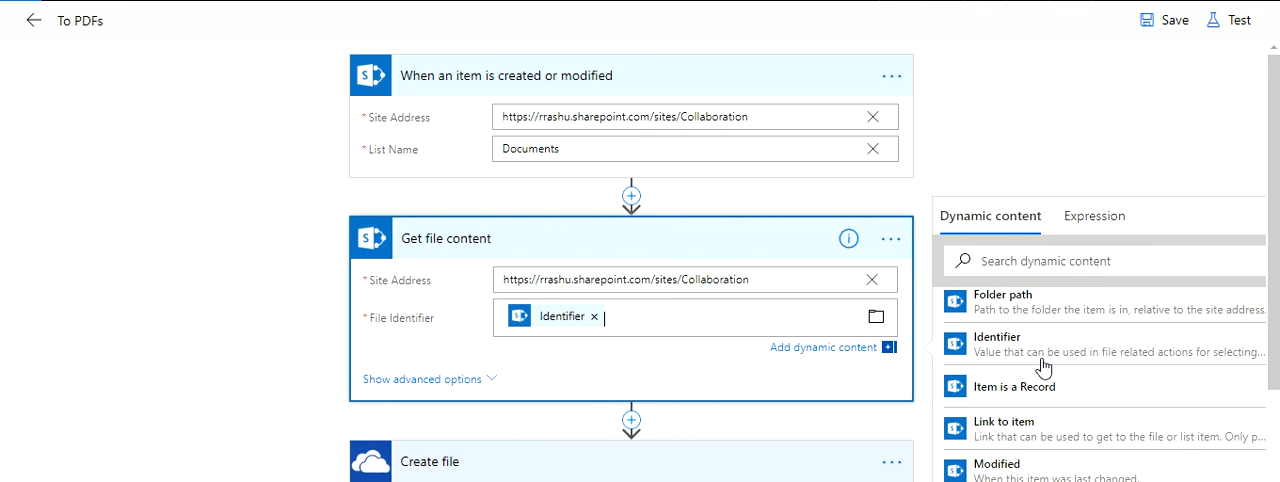 To PDFs
Save
Test
When an item is created or modified
...
* Site Address
https://rrashu.sharepoint.com/sites/Collaboration
* List Name
Documents
Get file content
...
* Site Address
https://rrashu.sharepoint.com/sites/Collaboration
* File Identifier
Identifier ×
Add dynamic content
Show advanced options
Create file
...
Dynamic content
Expression
Search dynamic content
Folder path
Path to the folder the item is in, relative to the site address.
Identifier
Value that can be used in file related actions for selecting...
Item is a Record
Link to item
Link that can be used to get to the file or list item. Only p...
Modified
When this item was last changed.